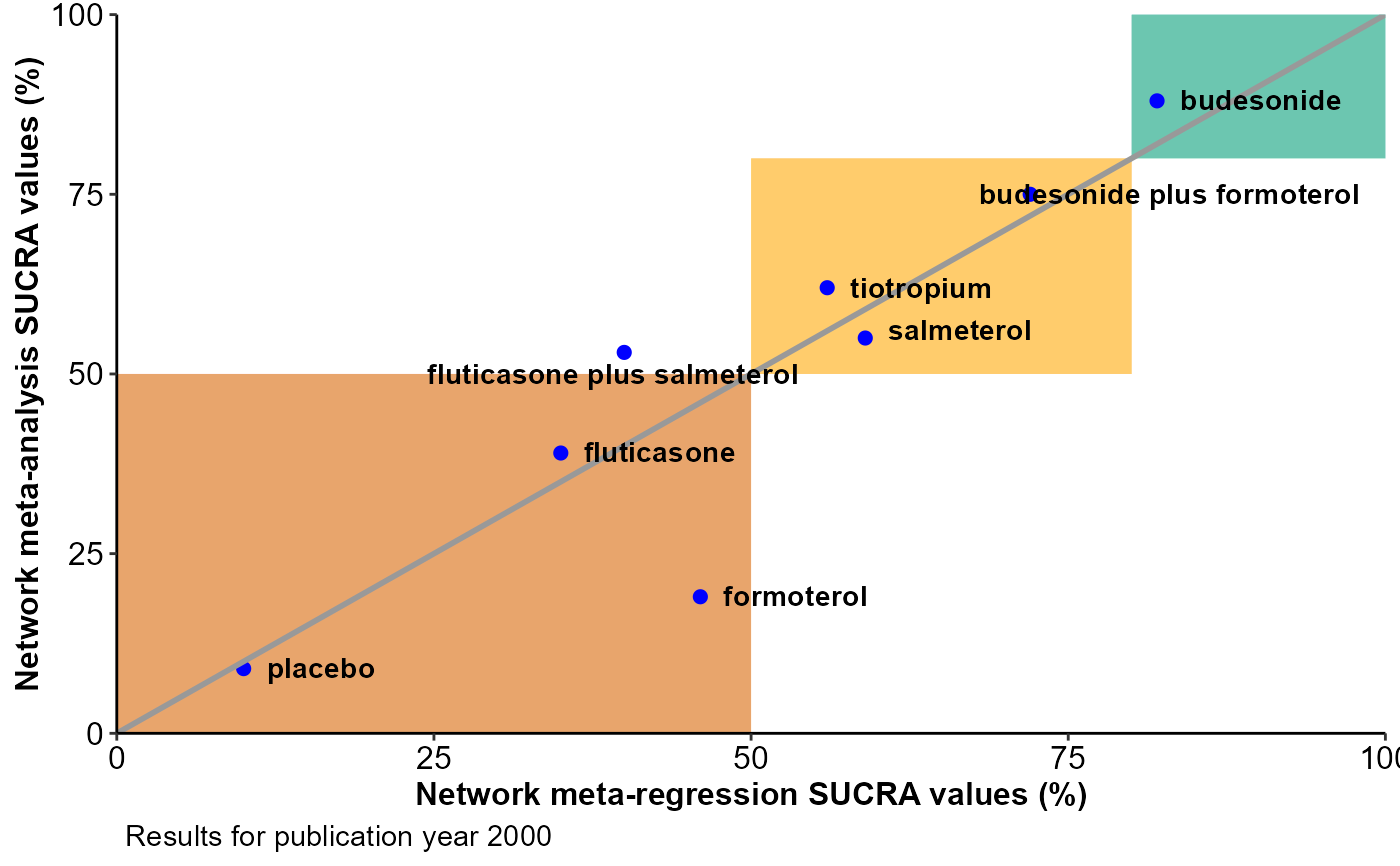 Network meta-analysis SUCRA values (%)
100
75
50
25
0
budesonide
budesonide plus formoterol
tiotropium
salmeterol
fluticasone plus salmeterol
fluticasone
formoterol
placebo
0 25 50 75 100
Network meta-regression SUCRA values (%)
Results for publication year 2000